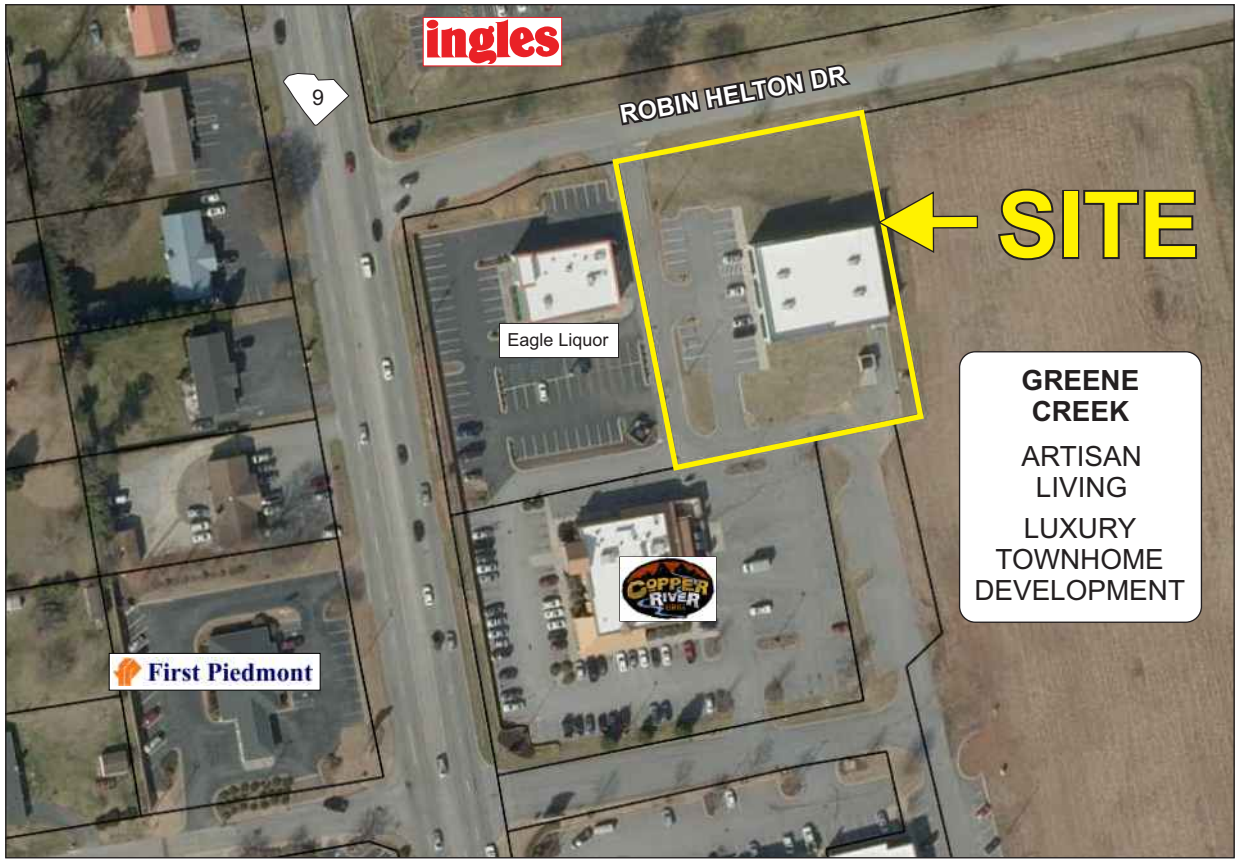 ingles
9
ROBIN HELTON DR
SITE
Eagle Liquor
GREENE
CREEK
ARTISAN
LIVING
LUXURY
TOWNHOME
DEVELOPMENT
COPPER
RIVER
GRILL
First Piedmont